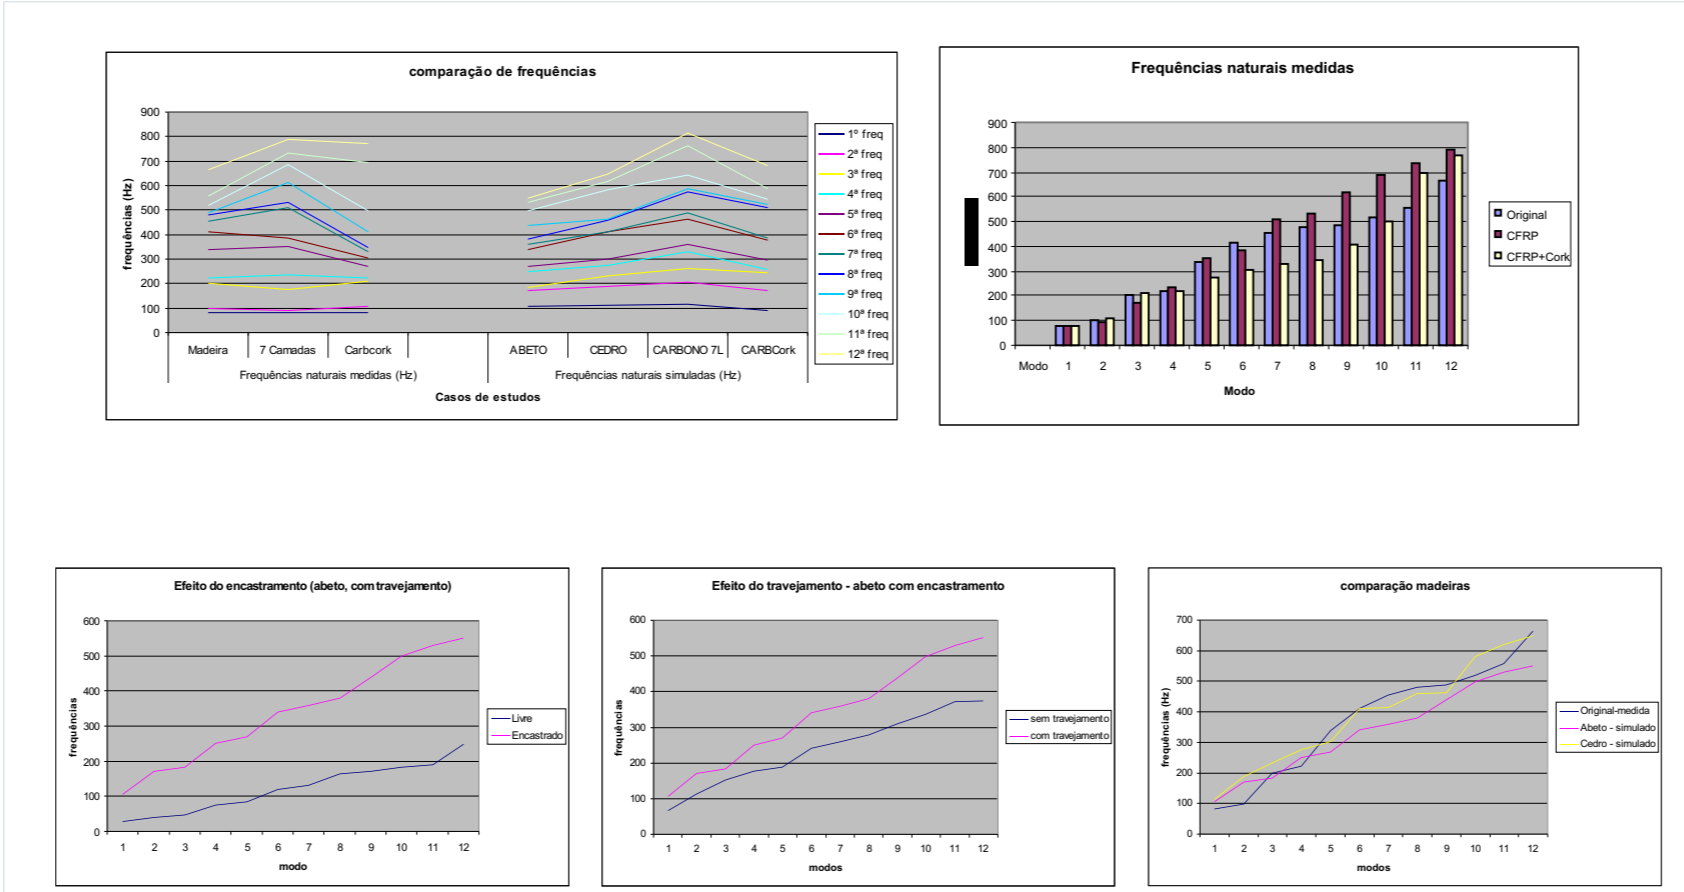 comparação de frequências
frequências (Hz)
900
800
700
600
500
400
300
200
100
0
Madeira 7 Camadas Carbcork ABETO CEDRO CARBONO 7L CARBCork
Frequências naturais medidas (Hz) Frequências naturais simuladas (Hz)
Casos de estudos
1º freq
2ª freq
3ª freq
4ª freq
5ª freq
6ª freq
7ª freq
8ª freq
9ª freq
10ª freq
11ª freq
12ª freq
Frequências naturais medidas
900
800
700
600
500
400
300
200
100
0
Modo 1 2 3 4 5 6 7 8 9 10 11 12
Modo
Original
CFRP
CFRP+Cork
Efeito do encastramento (abeto, com travejamento)
frequências
600
500
400
300
200
100
0
1 2 3 4 5 6 7 8 9 10 11 12
modo
Livre
Encastrado
Efeito do travejamento - abeto com encastramento
frequências
600
500
400
300
200
100
0
1 2 3 4 5 6 7 8 9 10 11 12
modos
sem travejamento
com travejamento
comparação madeiras
frequências (Hz)
700
600
500
400
300
200
100
0
1 2 3 4 5 6 7 8 9 10 11 12
modos
Original-medida
Abeto - simulado
Cedro - simulado